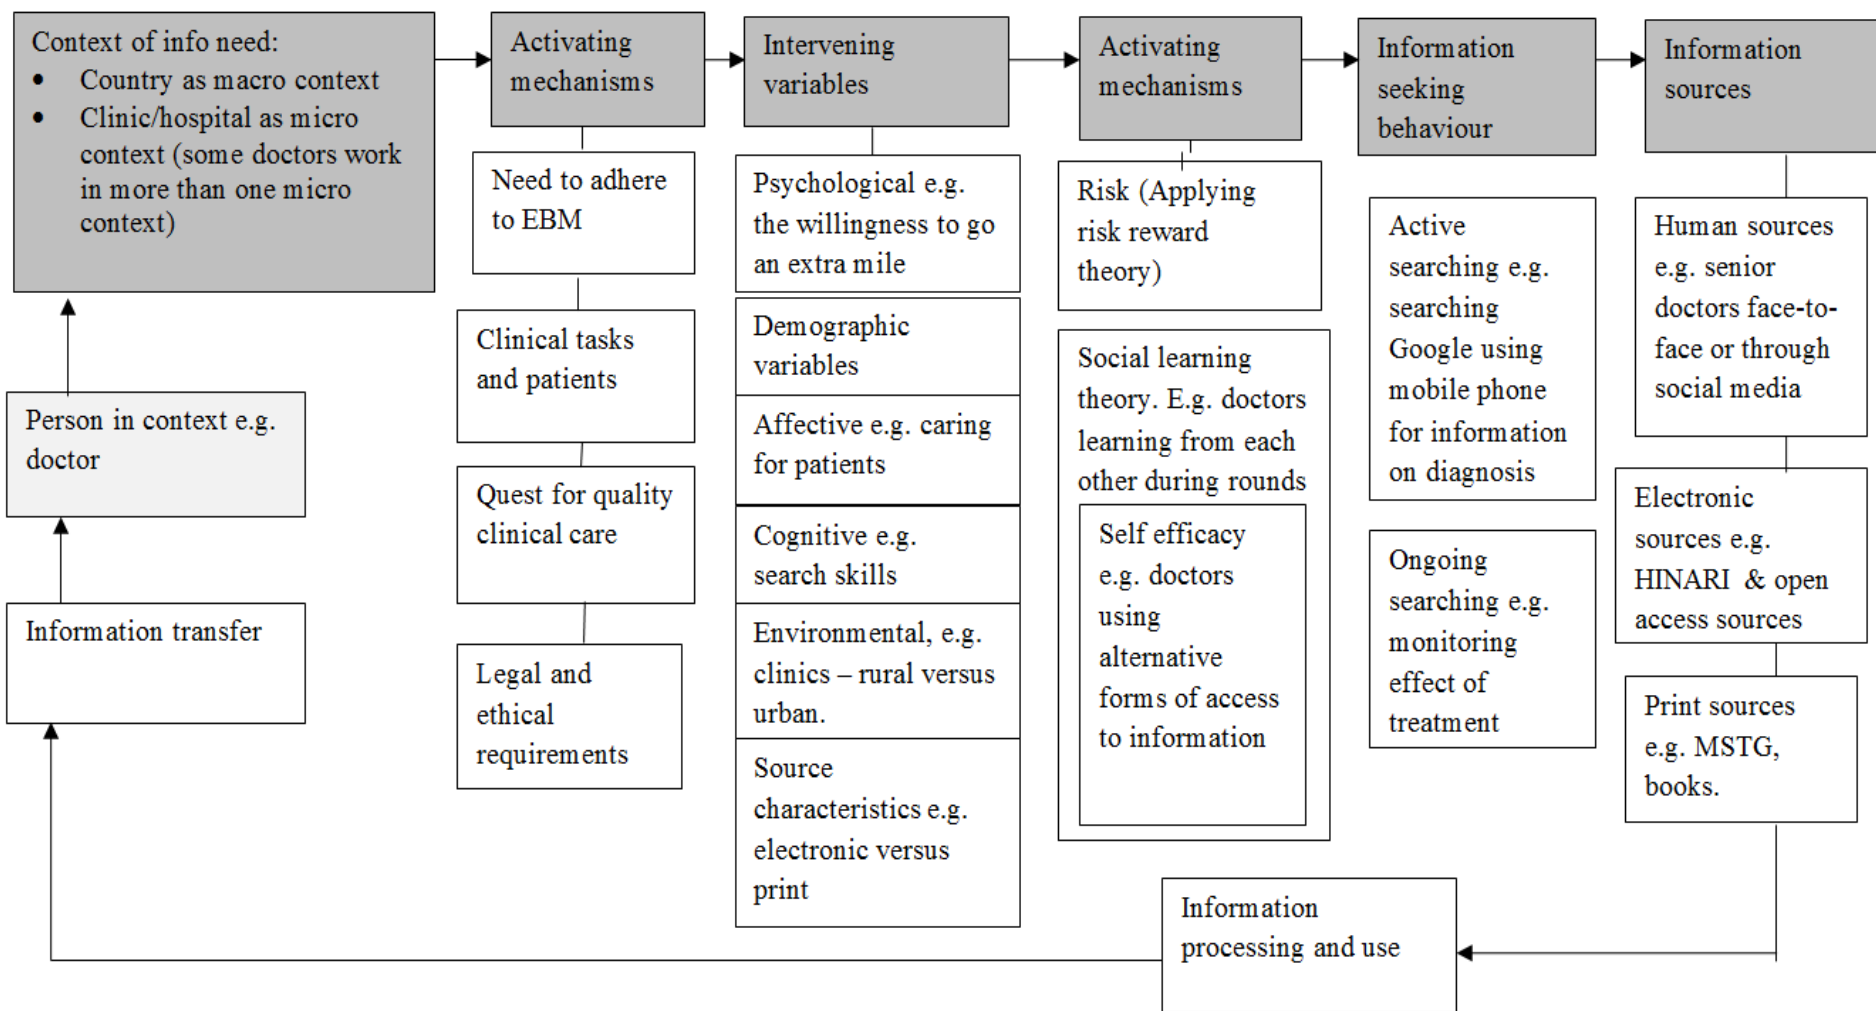 Context of info need:
• Country as macro context
• Clinic/hospital as micro
context (some doctors work
in more than one micro
context)
Activating
mechanisms
Intervening
variables
Activating
mechanisms
Information
seeking
behaviour
Information
sources
Person in context e.g.
doctor
Information transfer
Need to adhere
to EBM
Clinical tasks
and patients
Quest for quality
clinical care
Legal and
ethical
requirements
Psychological e.g.
the willingness to go
an extra mile
Demographic
variables
Affective e.g. caring
for patients
Cognitive e.g.
search skills
Environmental, e.g.
clinics – rural versus
urban.
Source
characteristics e.g.
electronic versus
print
Risk (Applying
risk reward
theory)
Social learning
theory. E.g. doctors
learning from each
other during rounds
Self efficacy
e.g. doctors
using
alternative
forms of access
to information
Active
searching e.g.
searching
Google using
mobile phone
for information
on diagnosis
Ongoing
searching e.g.
monitoring
effect of
treatment
Human sources
e.g. senior
doctors face-to-
face or through
social media
Electronic
sources e.g.
HINARI & open
access sources
Print sources
e.g. MSTG,
books.
Information
processing and use